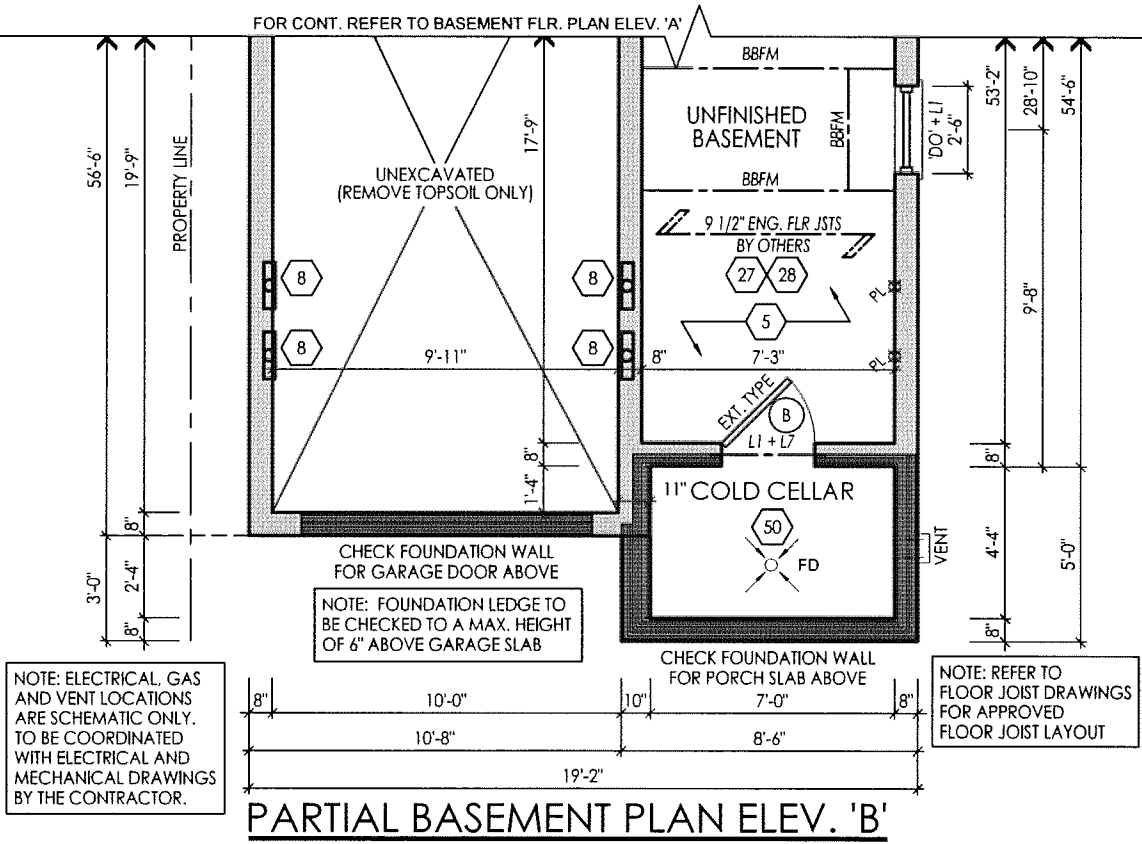 FOR CONT. REFER TO BASEMENT FLR. PLAN ELEV. 'A'
56'-6"
19'-9"
PROPERTY LINE
UNEXCAVATED
(REMOVE TOPSOIL ONLY)
17'-9"
BBFM
UNFINISHED
BASEMENT
BBFM
BBFM
'DO' + L1
2'-6"
53'-2"
28'-10"
54'-6"
9 1/2" ENG. FLR JSTS
BY OTHERS
27
28
5
8
8
8
8
PL
PL
9'-8"
9'-11"
8"
7'-3"
EXT. TYPE
B
L1 + L7
8"
1'-4"
11"
COLD CELLAR
50
FD
VENT
8"
4'-4"
8"
5'-0"
8"
2'-4"
8"
3'-0"
CHECK FOUNDATION WALL
FOR GARAGE DOOR ABOVE
NOTE: FOUNDATION LEDGE TO
BE CHECKED TO A MAX. HEIGHT
OF 6" ABOVE GARAGE SLAB
CHECK FOUNDATION WALL
FOR PORCH SLAB ABOVE
NOTE: ELECTRICAL, GAS
AND VENT LOCATIONS
ARE SCHEMATIC ONLY.
TO BE COORDINATED
WITH ELECTRICAL AND
MECHANICAL DRAWINGS
BY THE CONTRACTOR.
NOTE: REFER TO
FLOOR JOIST DRAWINGS
FOR APPROVED
FLOOR JOIST LAYOUT
8"
10'-0"
10"
7'-0"
8"
10'-8"
8'-6"
19'-2"
PARTIAL BASEMENT PLAN ELEV. 'B'